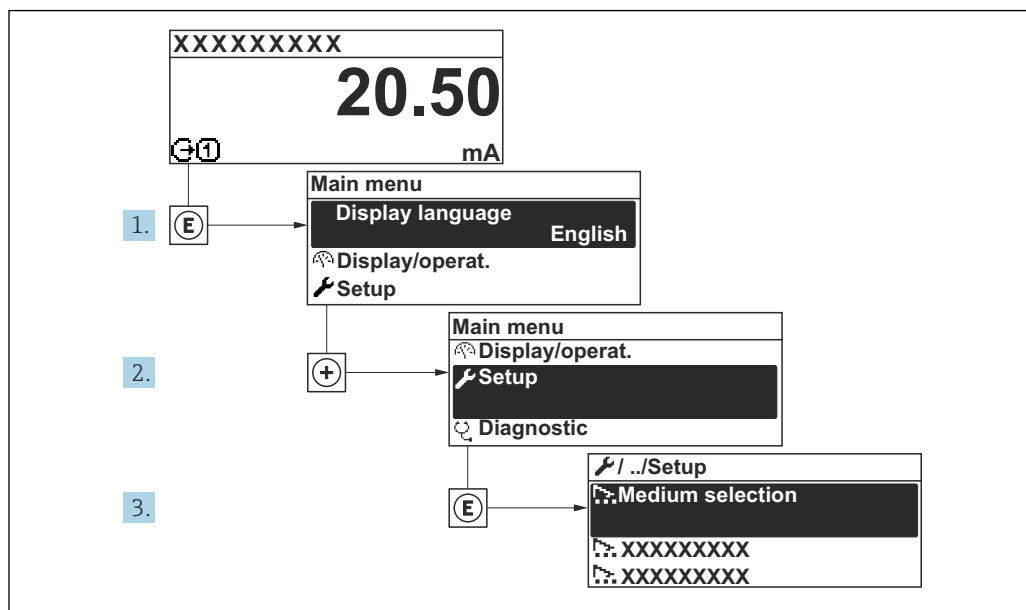 XXXXXXXXX
20.50
1 mA
1. E
Main menu
Display language
English
Display/operat.
Setup
2. +
Main menu
Display/operat.
Setup
Diagnostic
3. E
/ ../Setup
Medium selection
XXXXXXXXX
XXXXXXXXX